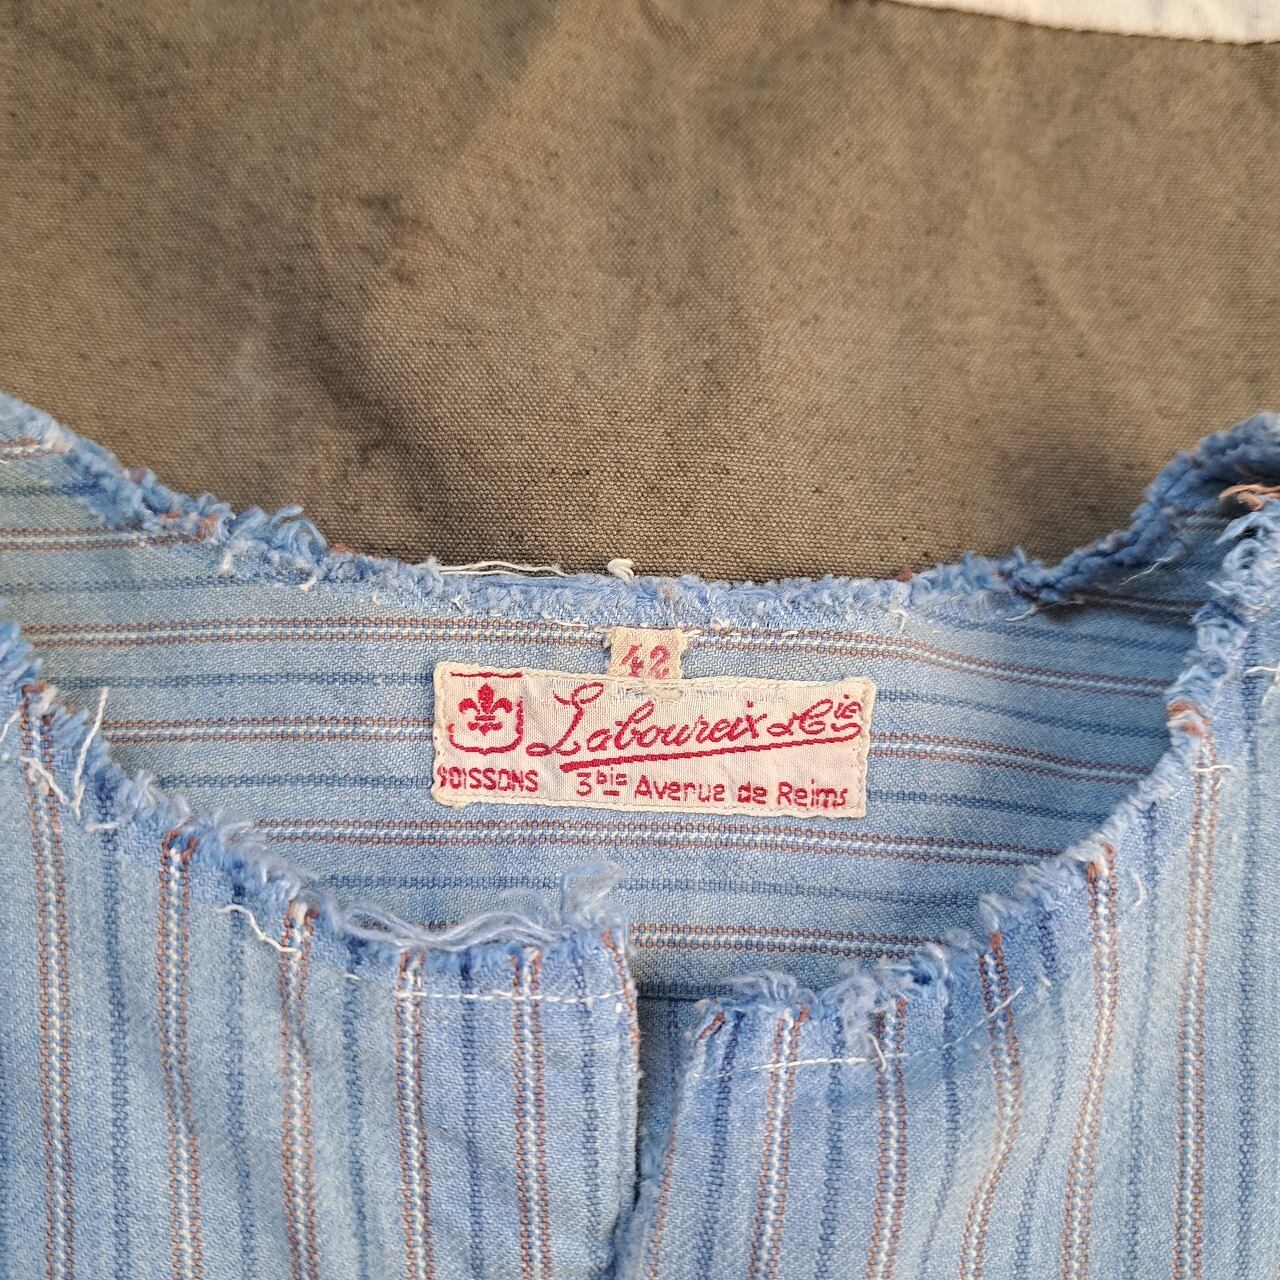 42
Laboureix & Cie
SOISSONS 3bis Avenue de Reims